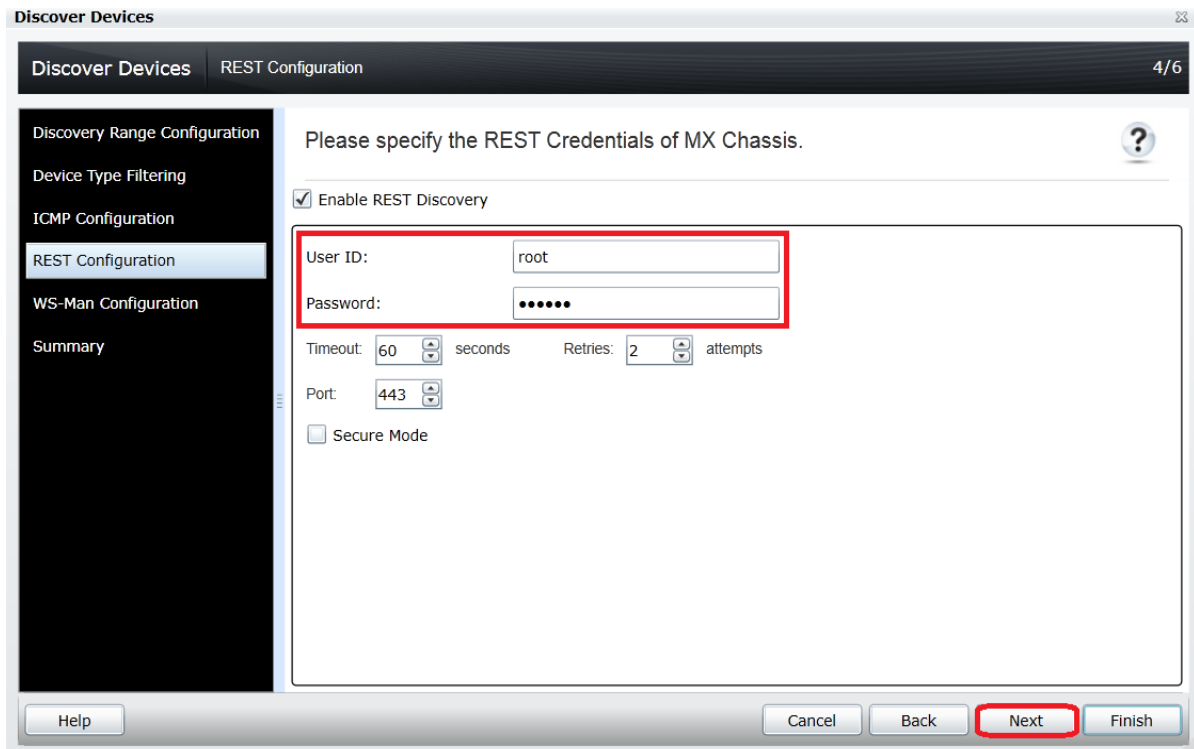 Discover Devices
Discover Devices REST Configuration 4/6
Discovery Range Configuration
Device Type Filtering
ICMP Configuration
REST Configuration
WS-Man Configuration
Summary
Please specify the REST Credentials of MX Chassis. ?
Enable REST Discovery
User ID: root
Password: ••••••
Timeout: 60 seconds Retries: 2 attempts
Port: 443
Secure Mode
Help Cancel Back Next Finish